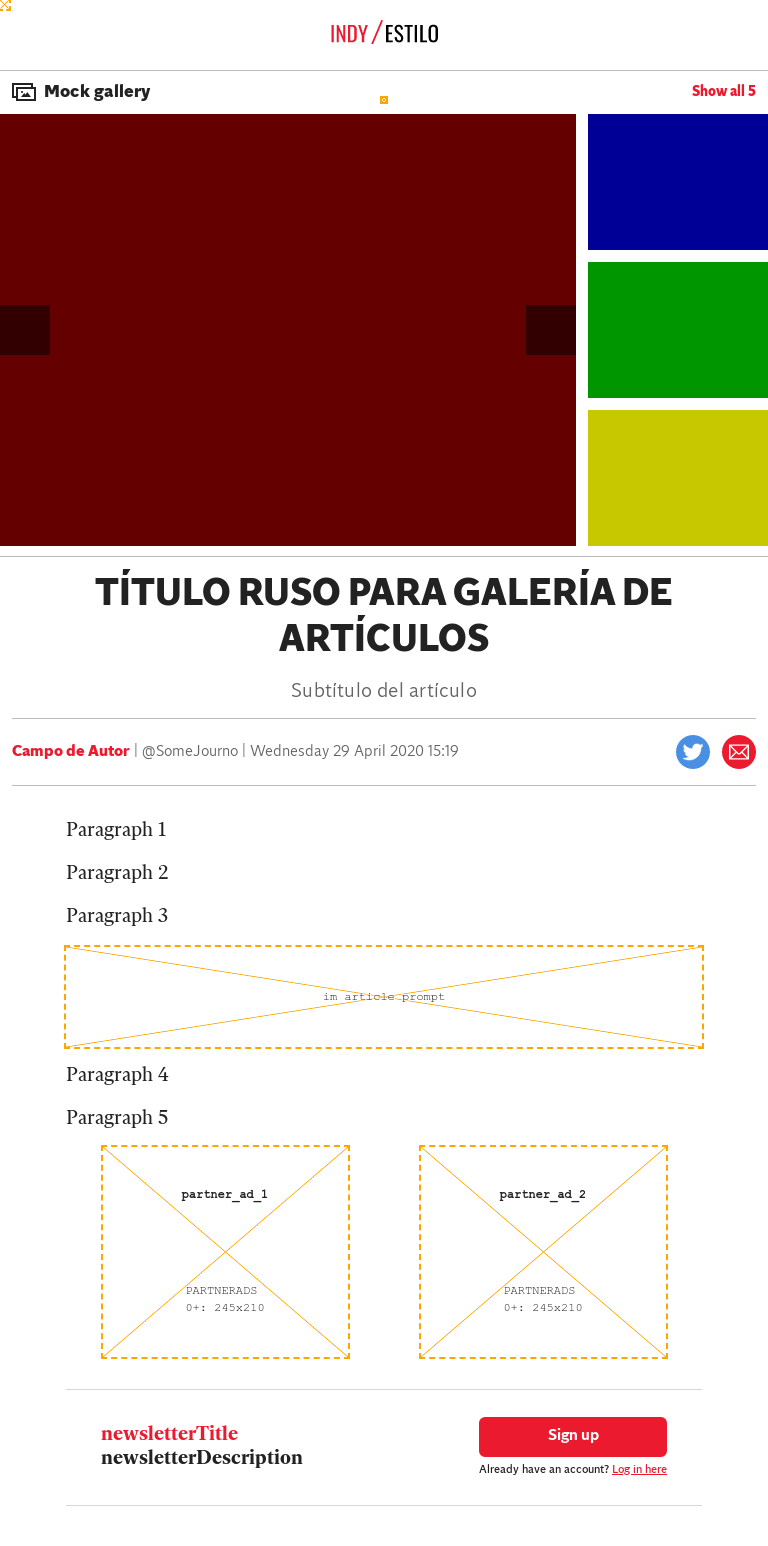 INDY / ESTILO
Mock gallery
Show all 5
TÍTULO RUSO PARA GALERÍA DE
ARTÍCULOS
Subtítulo del artículo
Campo de Autor | @SomeJourno | Wednesday 29 April 2020 15:19
Paragraph 1
Paragraph 2
Paragraph 3
im article prompt
Paragraph 4
Paragraph 5
partner_ad_1
PARTNERADS
0+: 245x210
partner_ad_2
PARTNERADS
0+: 245x210
newsletterTitle
newsletterDescription
Sign up
Already have an account? Log in here